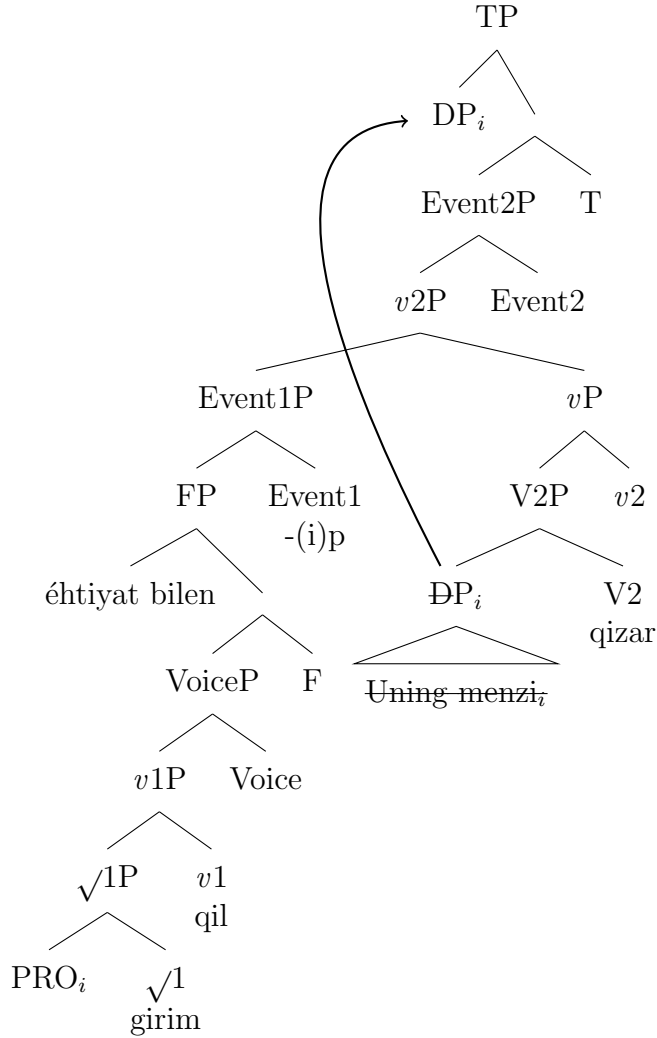 TP
DPᵢ
Event2P T
v2P Event2
Event1P vP
FP Event1 V2P v2
-(i)p
éhtiyat bilen DPᵢ V2
qizar
VoiceP F Uning menziᵢ
v1P Voice
√1P v1
qil
PROᵢ √1
girim